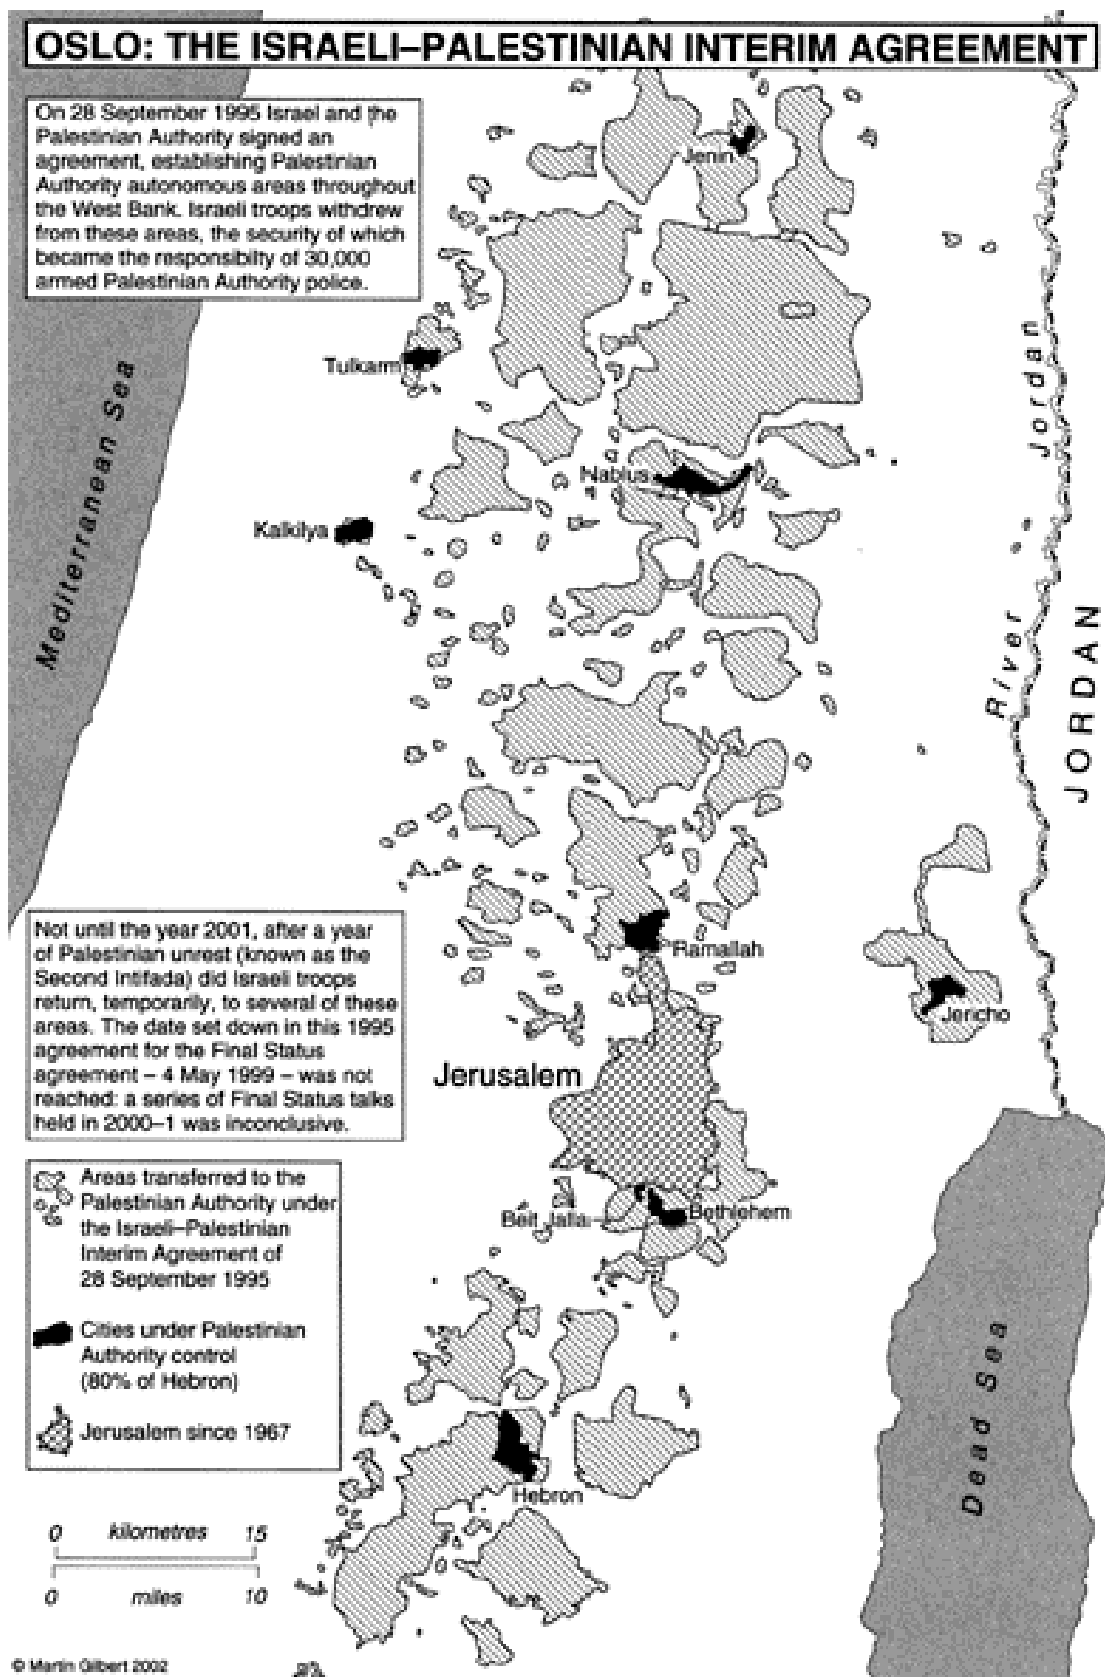 OSLO: THE ISRAELI–PALESTINIAN INTERIM AGREEMENT
On 28 September 1995 Israel and the
Palestinian Authority signed an
agreement, establishing Palestinian
Authority autonomous areas throughout
the West Bank. Israeli troops withdrew
from these areas, the security of which
became the responsibilty of 30,000
armed Palestinian Authority police.
Jenin
Tulkarm
Mediterranean Sea
Nablus
Kalkilya
River Jordan
JORDAN
Ramallah
Jericho
Not until the year 2001, after a year
of Palestinian unrest (known as the
Second Intifada) did Israeli troops
return, temporarily, to several of these
areas. The date set down in this 1995
agreement for the Final Status
agreement – 4 May 1999 – was not
reached: a series of Final Status talks
held in 2000–1 was inconclusive.
Jerusalem
Beit Jalla
Bethlehem
Areas transferred to the
Palestinian Authority under
the Israeli–Palestinian
Interim Agreement of
28 September 1995
Cities under Palestinian
Authority control
(80% of Hebron)
Jerusalem since 1967
Dead Sea
Hebron
0 kilometres 15
0 miles 10
© Martin Gilbert 2002